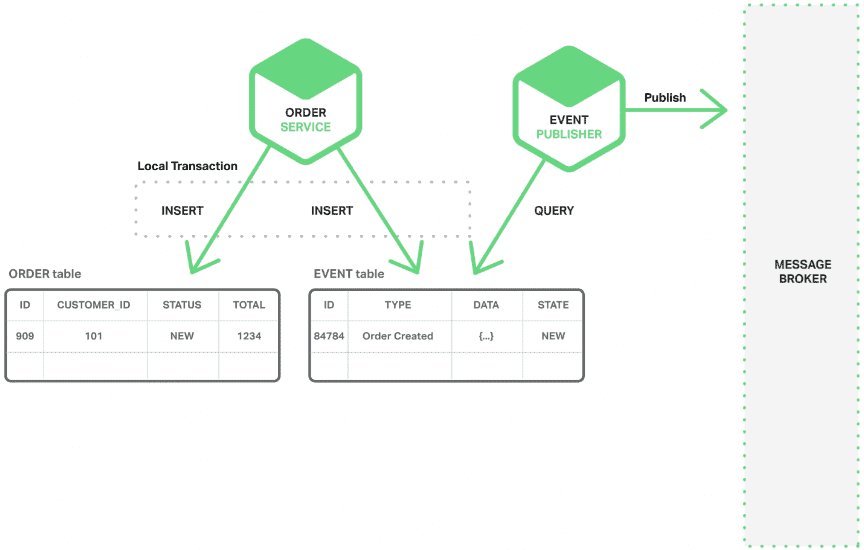 ORDER
SERVICE
EVENT
PUBLISHER
Publish
Local Transaction
INSERT INSERT QUERY
MESSAGE
BROKER
ORDER table
ID CUSTOMER_ID STATUS TOTAL
909 101 NEW 1234
EVENT table
ID TYPE DATA STATE
84784 Order Created {...} NEW